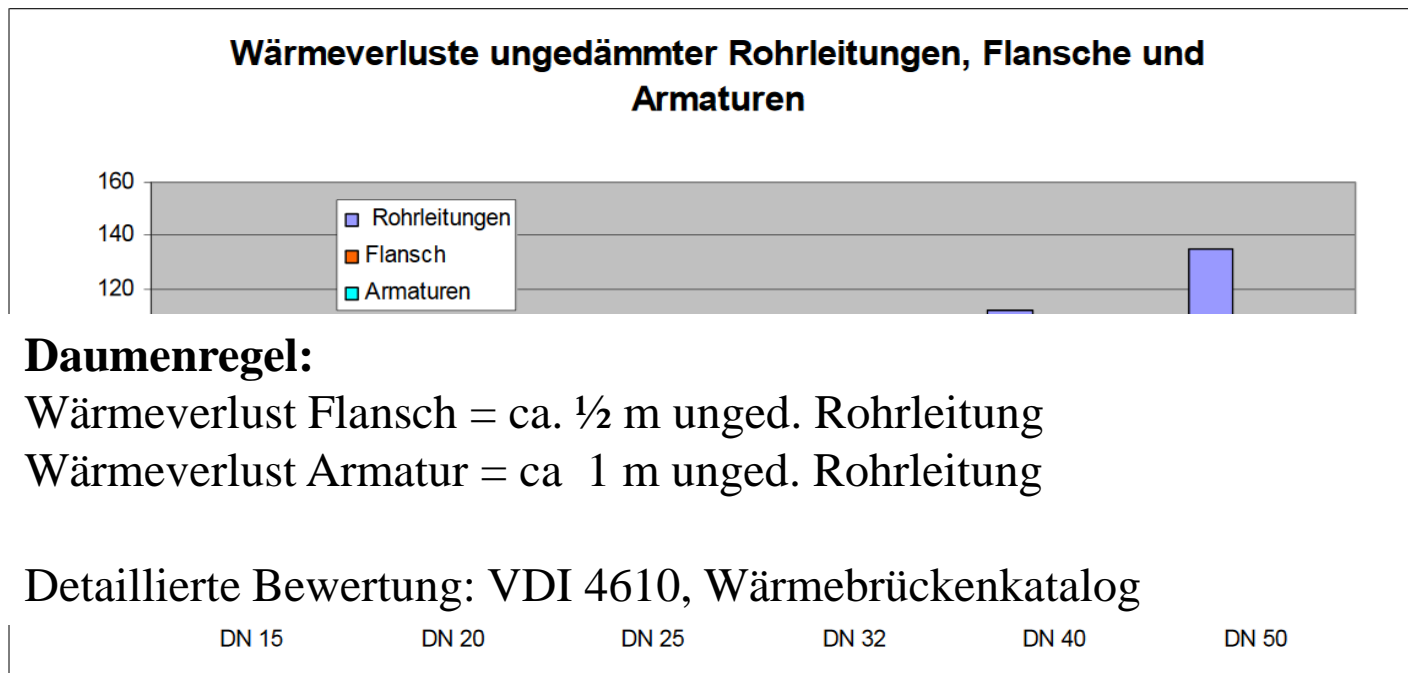 Wärmeverluste ungedämmter Rohrleitungen, Flansche und
Armaturen
160
140
120
Rohrleitungen
Flansch
Armaturen
Daumenregel:
Wärmeverlust Flansch = ca. ½ m unged. Rohrleitung
Wärmeverlust Armatur = ca  1 m unged. Rohrleitung
Detaillierte Bewertung: VDI 4610, Wärmebrückenkatalog
DN 15 DN 20 DN 25 DN 32 DN 40 DN 50